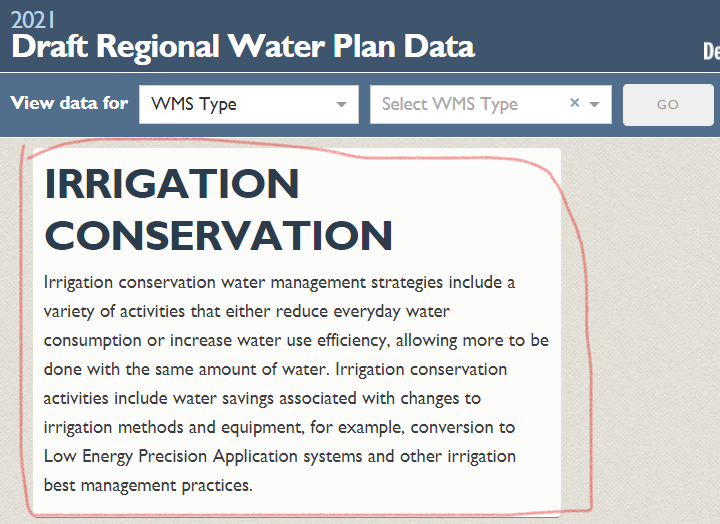 2021
Draft Regional Water Plan Data
View data for WMS Type Select WMS Type × GO
IRRIGATION
CONSERVATION
Irrigation conservation water management strategies include a
variety of activities that either reduce everyday water
consumption or increase water use efficiency, allowing more to be
done with the same amount of water. Irrigation conservation
activities include water savings associated with changes to
irrigation methods and equipment, for example, conversion to
Low Energy Precision Application systems and other irrigation
best management practices.